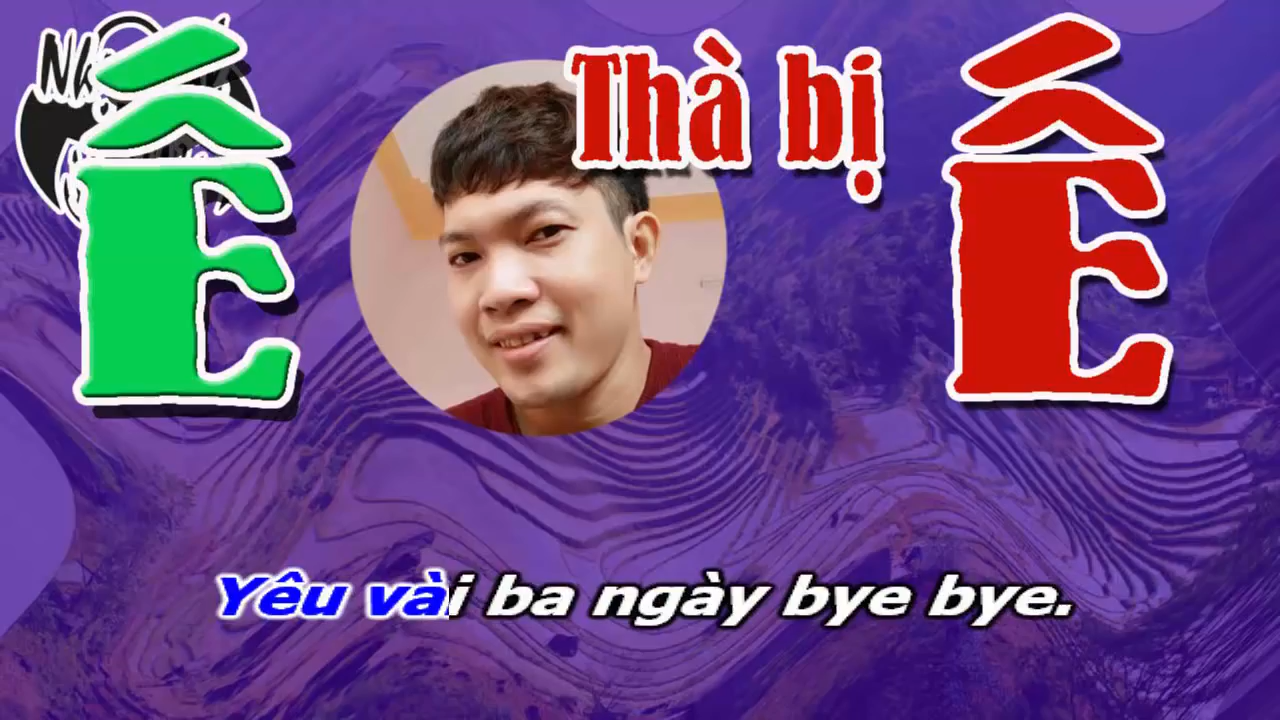 Ế
Thà bị
Ế
Yêu vài ba ngày bye bye.